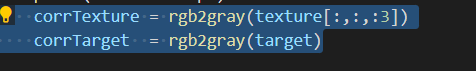 corrTexture = rgb2gray(texture[:,:,:3])
corrTarget = rgb2gray(target)